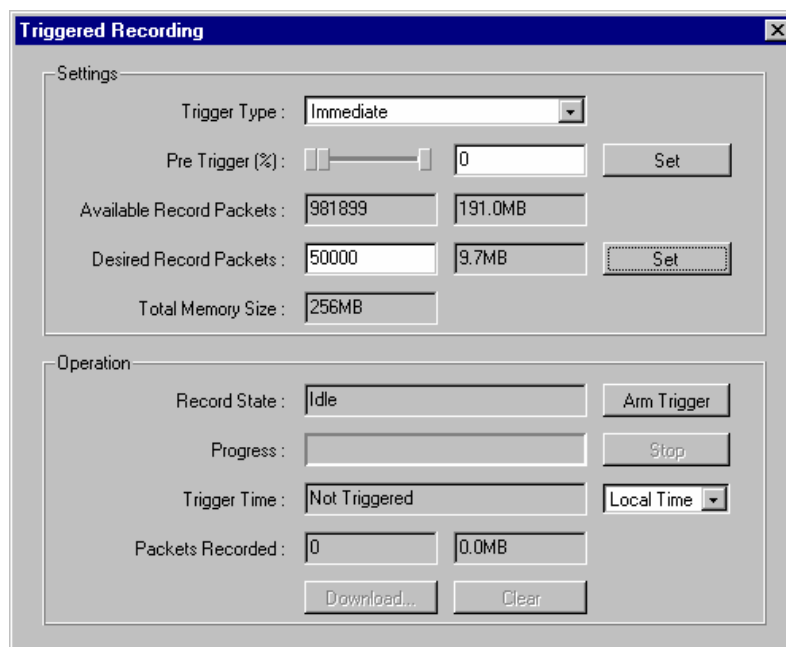 Triggered Recording
Settings
Trigger Type : Immediate
Pre Trigger (%) : 0 Set
Available Record Packets : 981899 191.0MB
Desired Record Packets : 50000 9.7MB Set
Total Memory Size : 256MB
Operation
Record State : Idle Arm Trigger
Progress : Stop
Trigger Time : Not Triggered Local Time
Packets Recorded : 0 0.0MB
Download... Clear